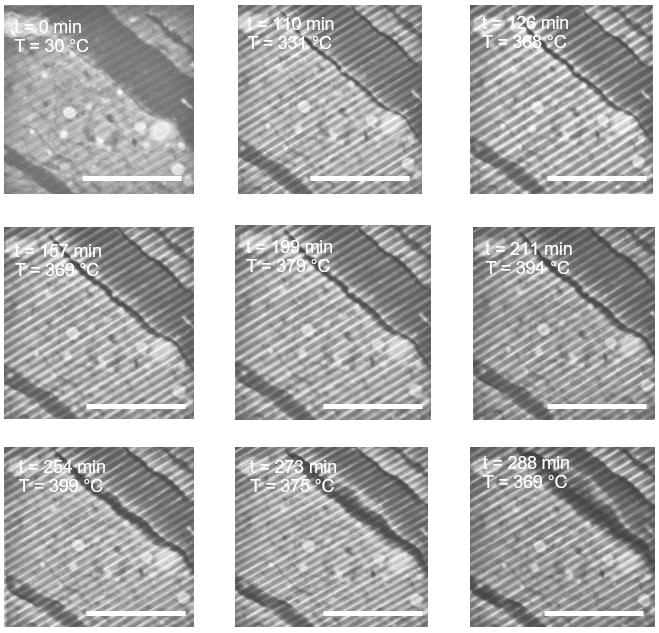 t = 0 min
T = 30 °C
t = 110 min
T = 331 °C
t = 126 min
T = 368 °C
t = 157 min
T = 369 °C
t = 199 min
T = 379 °C
t = 211 min
T = 394 °C
t = 254 min
T = 399 °C
t = 273 min
T = 375 °C
t = 288 min
T = 369 °C